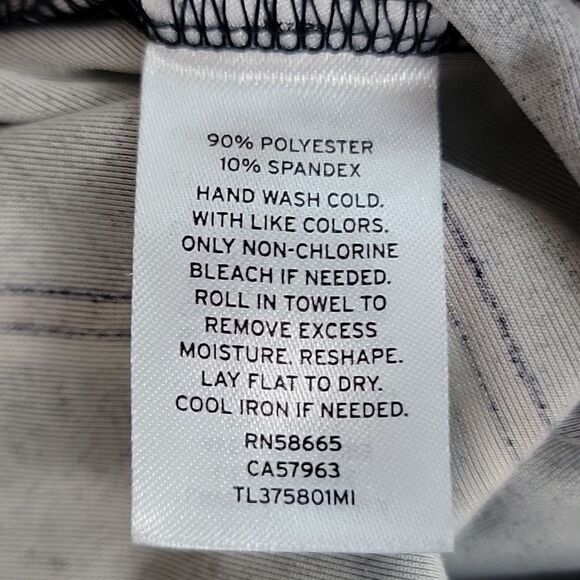 90% POLYESTER
10% SPANDEX
HAND WASH COLD.
WITH LIKE COLORS.
ONLY NON-CHLORINE
BLEACH IF NEEDED.
ROLL IN TOWEL TO
REMOVE EXCESS
MOISTURE. RESHAPE.
LAY FLAT TO DRY.
COOL IRON IF NEEDED.
RN58665
CA57963
TL375801MI